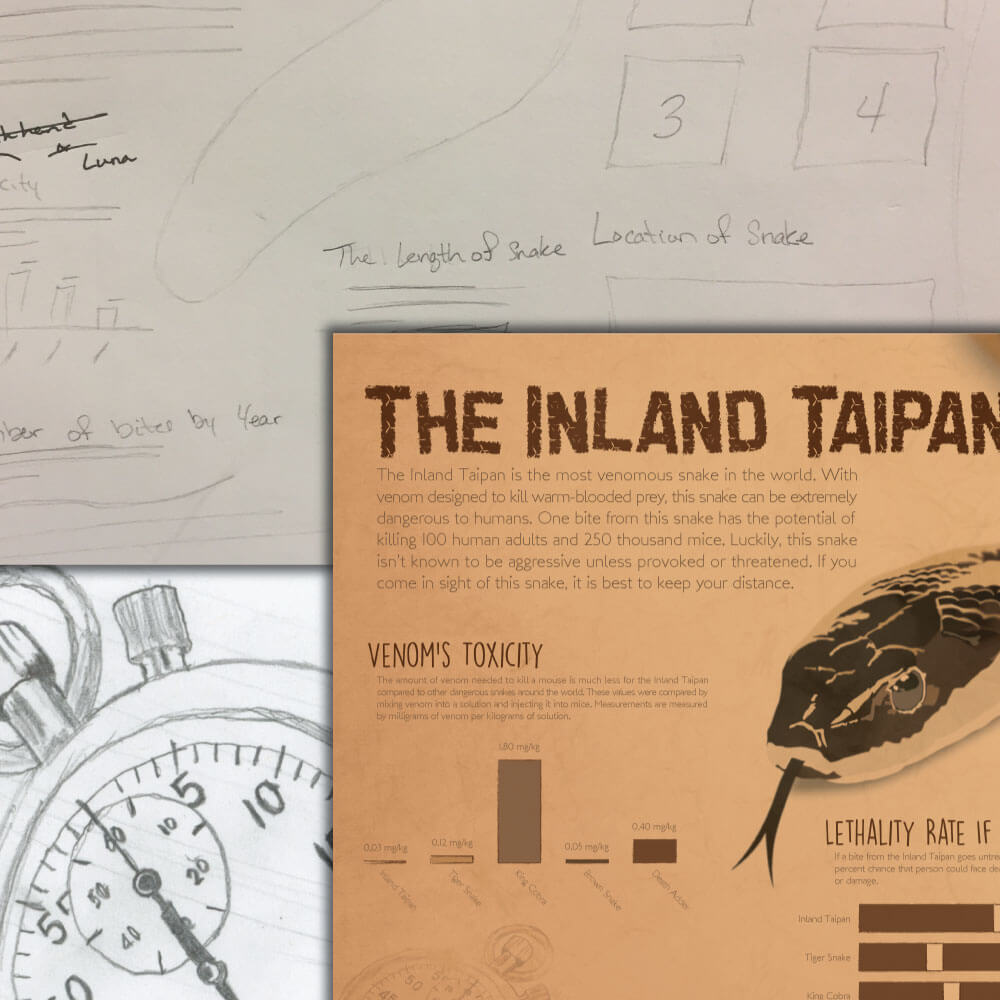 3
4
Luna
city
The Length of Snake
Location of Snake
of bites by Year
THE INLAND TAIPAN
The Inland Taipan is the most venomous snake in the world. With
venom designed to kill warm-blooded prey, this snake can be extremely
dangerous to humans. One bite from this snake has the potential of
killing 100 human adults and 250 thousand mice. Luckily, this snake
isn't known to be aggressive unless provoked or threatened. If you
come in sight of this snake, it is best to keep your distance.
VENOM'S TOXICITY
The amount of venom needed to kill a mouse is much less for the Inland Taipan
compared to other dangerous snakes around the world. These values were compared by
mixing venom into a solution and injecting it into mice. Measurements are measured
by milligrams of venom per kilograms of solution.
1.80 mg/kg
0.03 mg/kg
0.12 mg/kg
0.05 mg/kg
0.40 mg/kg
Inland Taipan
Tiger Snake
King Cobra
Brown Snake
Death Adder
LETHALITY RATE IF
If a bite from the Inland Taipan goes
percent chance that person could face
or damage.
Inland Taipan
Tiger Snake
King Cobra
5
10
60
10
20
40
50
55
50
45
50